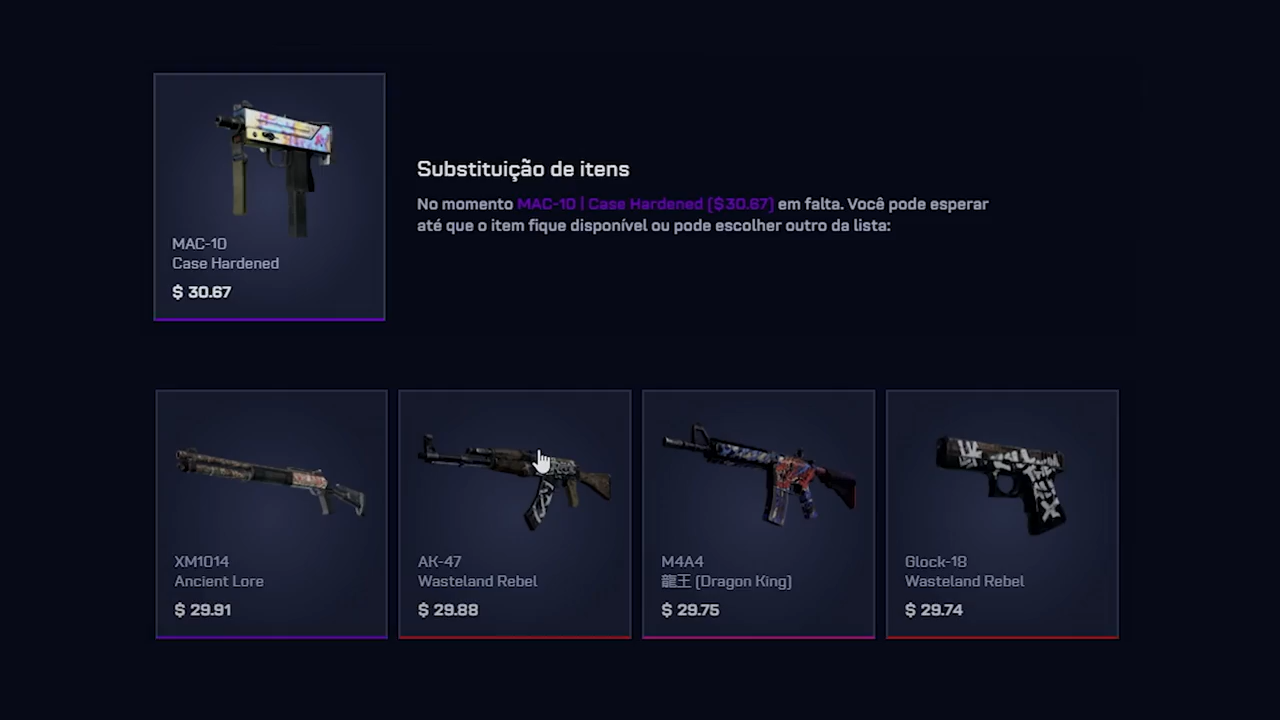 MAC-10
Case Hardened
$ 30.67
Substituição de itens
No momento MAC-10 | Case Hardened ($30.67) em falta. Você pode esperar
até que o item fique disponível ou pode escolher outro da lista:
XM1014
Ancient Lore
$ 29.91
AK-47
Wasteland Rebel
$ 29.88
M4A4
龍王 (Dragon King)
$ 29.75
Glock-18
Wasteland Rebel
$ 29.74